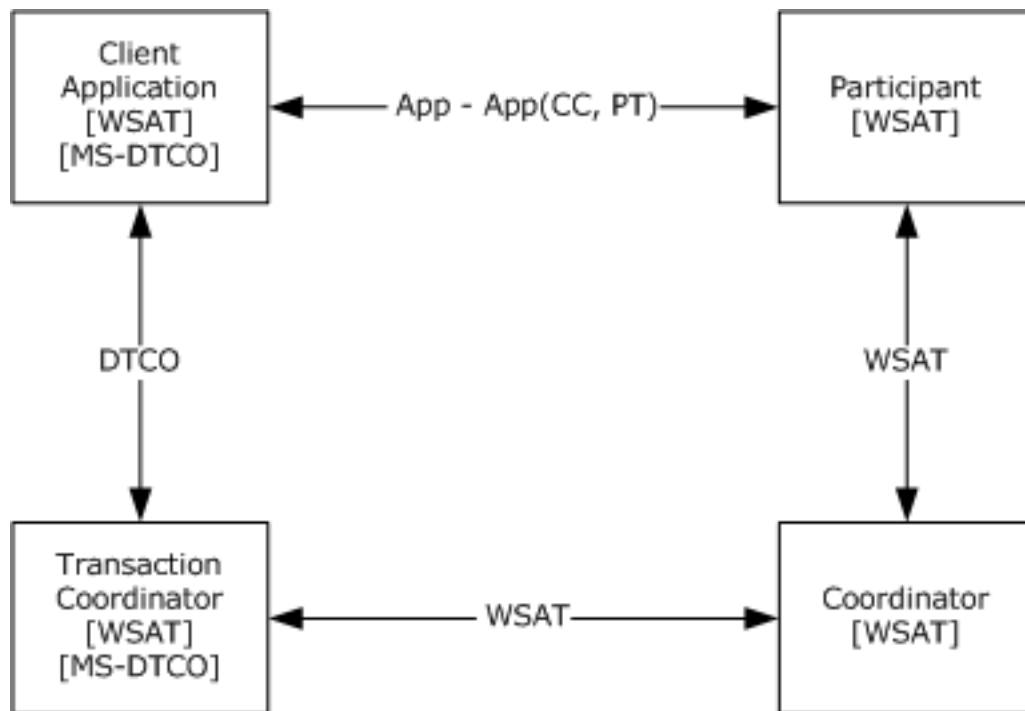 Client
Application
[WSAT]
[MS-DTCO]
App - App(CC, PT)
Participant
[WSAT]
DTCO
WSAT
Transaction
Coordinator
[WSAT]
[MS-DTCO]
WSAT
Coordinator
[WSAT]